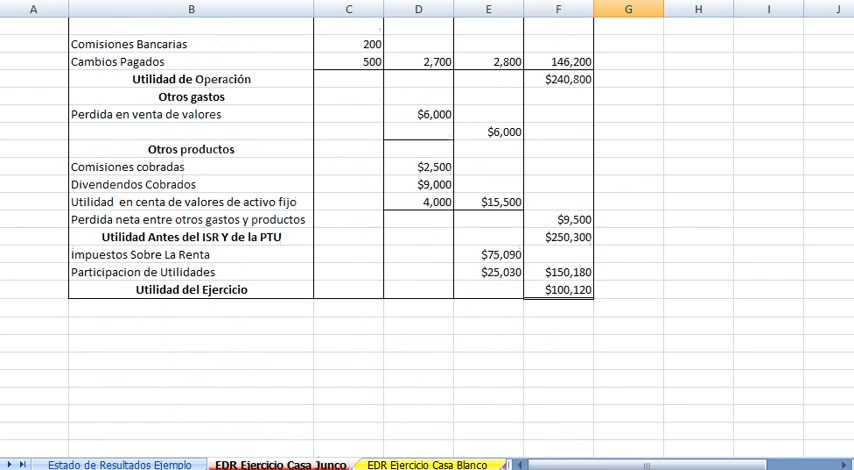 A B C D E F G H I J
Comisiones Bancarias 200
Cambios Pagados 500 2,700 2,800 146,200
Utilidad de Operación $240,800
Otros gastos
Perdida en venta de valores $6,000
$6,000
Otros productos
Comisiones cobradas $2,500
Divendendos Cobrados $9,000
Utilidad en centa de valores de activo fijo 4,000 $15,500
Perdida neta entre otros gastos y productos $9,500
Utilidad Antes del ISR Y de la PTU $250,300
Impuestos Sobre La Renta $75,090
Participacion de Utilidades $25,030 $150,180
Utilidad del Ejercicio $100,120
Estado de Resultados Ejemplo EDR Ejercicio Casa Junco EDR Ejercicio Casa Blanco